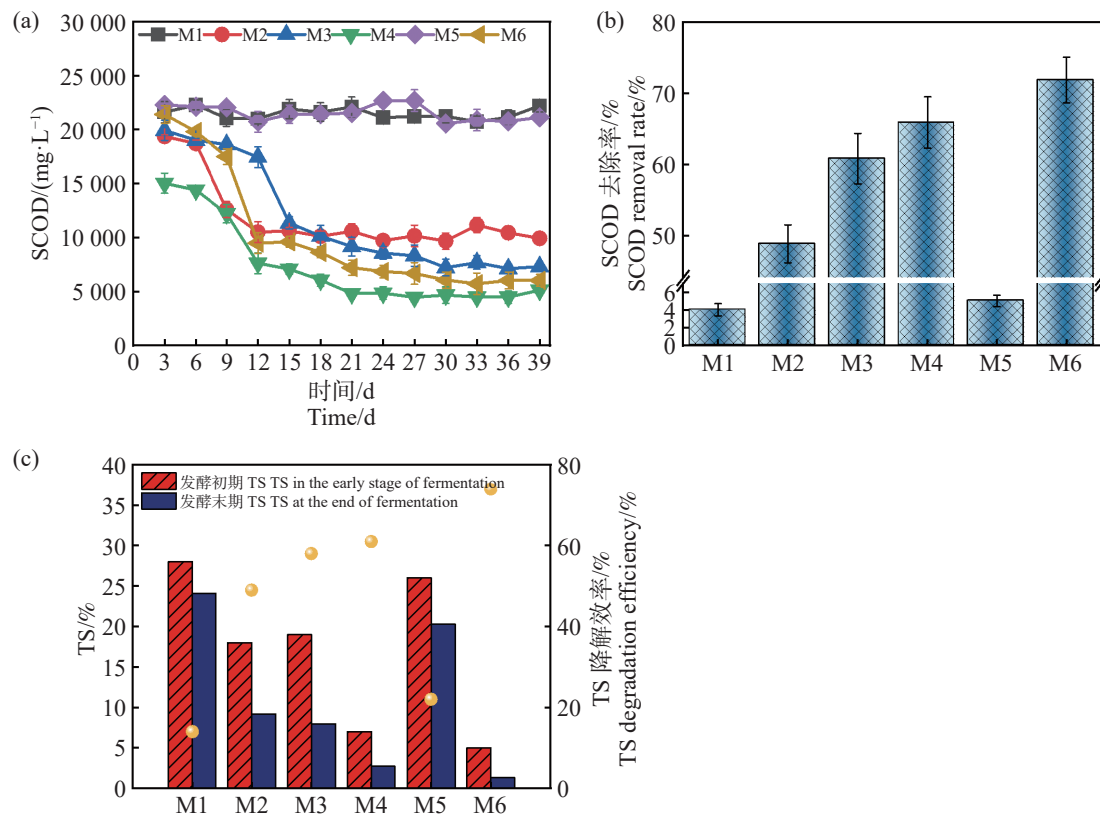 (a)
30 000
25 000
20 000
15 000
10 000
5 000
0
SCOD/(mg·L⁻¹)
M1 M2 M3 M4 M5 M6
0 3 6 9 12 15 18 21 24 27 30 33 36 39
时间/d
Time/d
(b)
70
60
50
6
4
2
0
SCOD 去除率/%
SCOD removal rate/%
M1 M2 M3 M4 M5 M6
(c)
40
35
30
25
20
15
10
5
0
TS/%
发酵初期 TS TS in the early stage of fermentation
发酵末期 TS TS at the end of fermentation
80
60
40
20
0
TS 降解效率/%
TS degradation efficiency/%
M1 M2 M3 M4 M5 M6